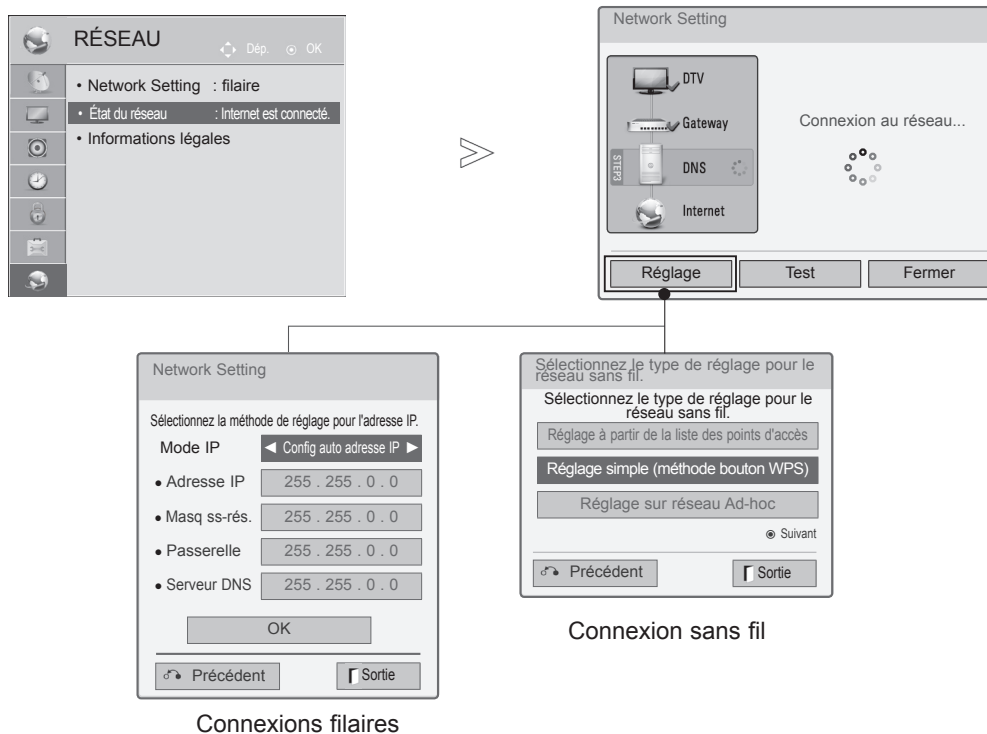 RÉSEAU
Dép. OK
• Network Setting : filaire
• État du réseau : Internet est connecté.
• Informations légales
Network Setting
DTV
Gateway
STEP3
DNS
Internet
Connexion au réseau...
Réglage Test Fermer
Network Setting
Sélectionnez la méthode de réglage pour l'adresse IP.
Mode IP ◄ Config auto adresse IP ►
• Adresse IP 255 . 255 . 0 . 0
• Masq ss-rés. 255 . 255 . 0 . 0
• Passerelle 255 . 255 . 0 . 0
• Serveur DNS 255 . 255 . 0 . 0
OK
Précédent Sortie
Connexions filaires
Sélectionnez le type de réglage pour le
réseau sans fil.
Sélectionnez le type de réglage pour le
réseau sans fil.
Réglage à partir de la liste des points d'accès
Réglage simple (méthode bouton WPS)
Réglage sur réseau Ad-hoc
Suivant
Précédent Sortie
Connexion sans fil